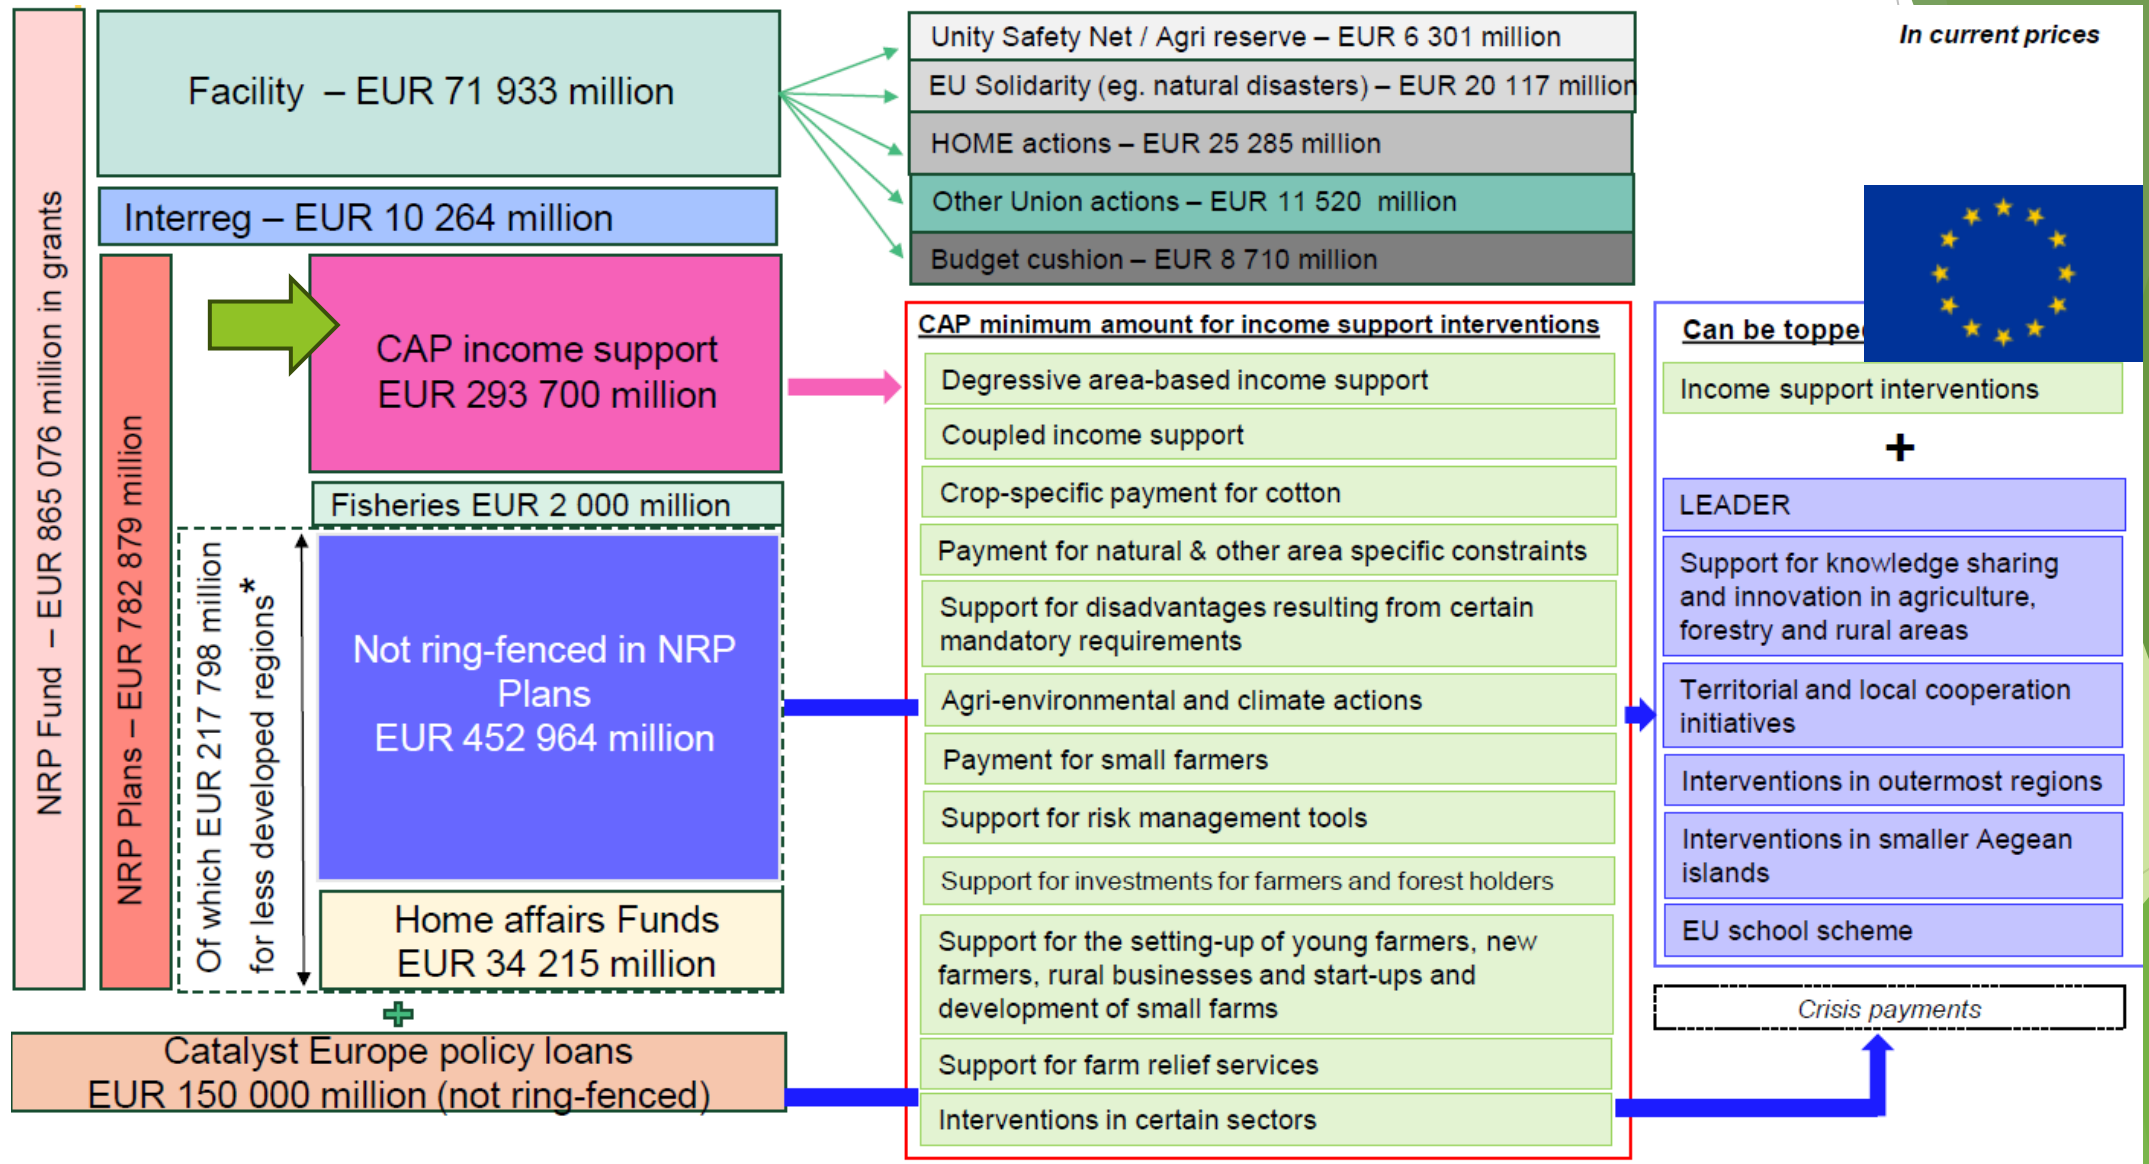 In current prices
NRP Fund – EUR 865 076 million in grants
Facility – EUR 71 933 million
Unity Safety Net / Agri reserve – EUR 6 301 million
EU Solidarity (eg. natural disasters) – EUR 20 117 million
HOME actions – EUR 25 285 million
Other Union actions – EUR 11 520 million
Budget cushion – EUR 8 710 million
Interreg – EUR 10 264 million
NRP Plans – EUR 782 879 million
CAP income support
EUR 293 700 million
Fisheries EUR 2 000 million
Of which EUR 217 798 million
for less developed regions*
Not ring-fenced in NRP
Plans
EUR 452 964 million
Home affairs Funds
EUR 34 215 million
+
Catalyst Europe policy loans
EUR 150 000 million (not ring-fenced)
CAP minimum amount for income support interventions
Degressive area-based income support
Coupled income support
Crop-specific payment for cotton
Payment for natural & other area specific constraints
Support for disadvantages resulting from certain
mandatory requirements
Agri-environmental and climate actions
Payment for small farmers
Support for risk management tools
Support for investments for farmers and forest holders
Support for the setting-up of young farmers, new
farmers, rural businesses and start-ups and
development of small farms
Support for farm relief services
Interventions in certain sectors
Can be
Income support interventions
+
LEADER
Support for knowledge sharing
and innovation in agriculture,
forestry and rural areas
Territorial and local cooperation
initiatives
Interventions in outermost regions
Interventions in smaller Aegean
islands
EU school scheme
Crisis payments